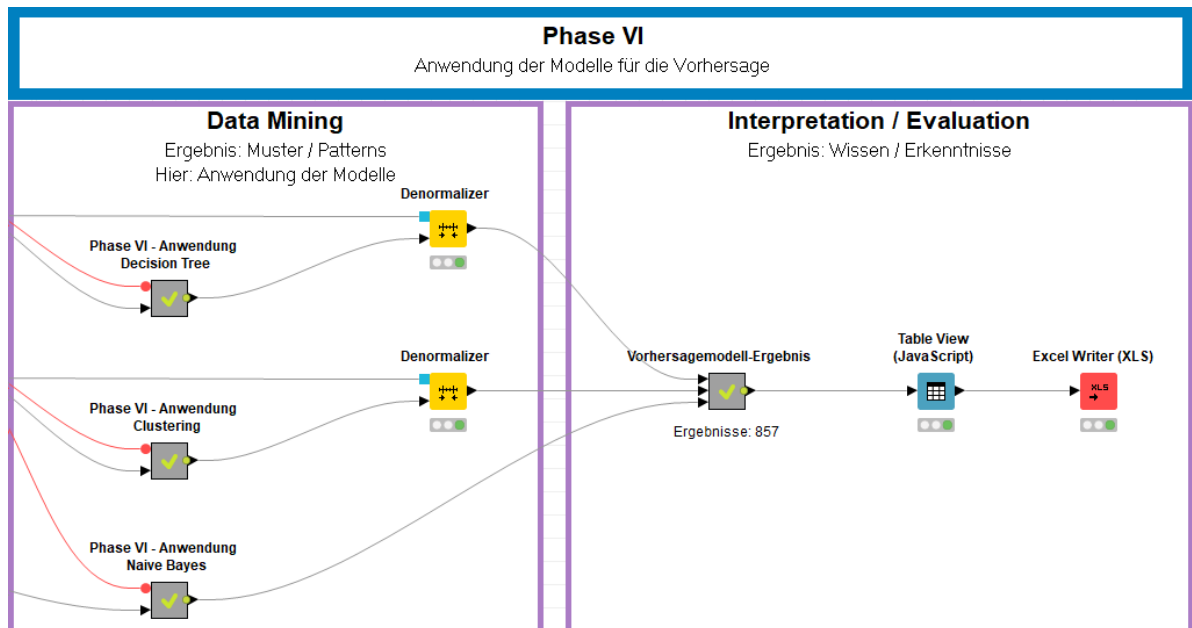 Phase VI
Anwendung der Modelle für die Vorhersage
Data Mining
Ergebnis: Muster / Patterns
Hier: Anwendung der Modelle
Denormalizer
Phase VI - Anwendung
Decision Tree
Denormalizer
Phase VI - Anwendung
Clustering
Phase VI - Anwendung
Naive Bayes
Interpretation / Evaluation
Ergebnis: Wissen / Erkenntnisse
Vorhersagemodell-Ergebnis
Ergebnisse: 857
Table View
(JavaScript)
Excel Writer (XLS)
XLS